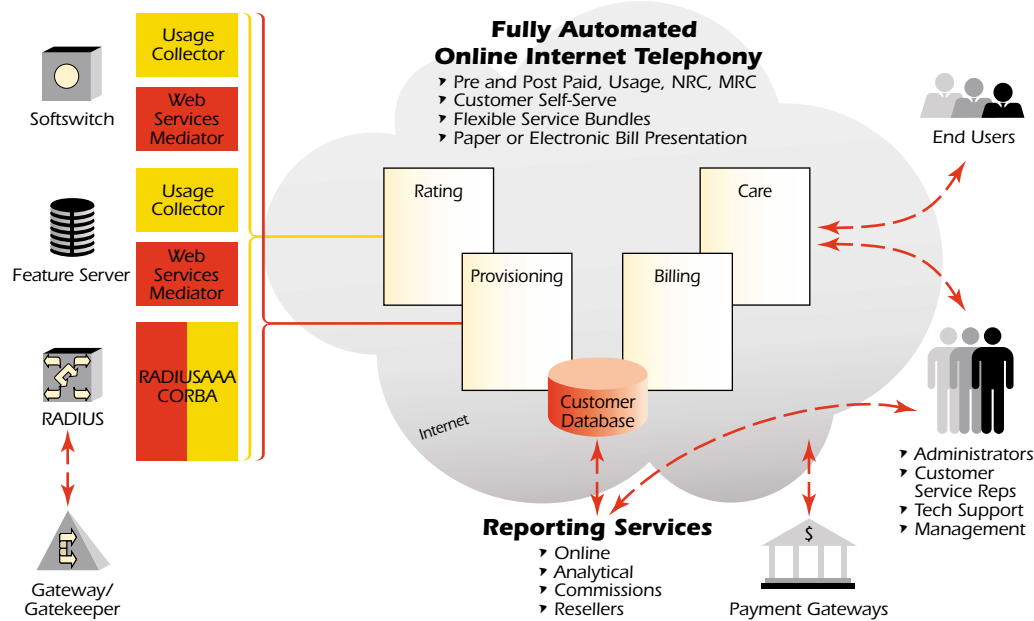 Usage
Collector
Softswitch
Web
Services
Mediator
Usage
Collector
Feature Server
Web
Services
Mediator
RADIUSAAA
CORBA
RADIUS
Gateway/
Gatekeeper
Fully Automated
Online Internet Telephony
Pre and Post Paid, Usage, NRC, MRC
Customer Self-Serve
Flexible Service Bundles
Paper or Electronic Bill Presentation
Rating
Provisioning
Billing
Care
Customer
Database
Internet
Reporting Services
Online
Analytical
Commissions
Resellers
$
Payment Gateways
End Users
Administrators
Customer
Service Reps
Tech Support
Management